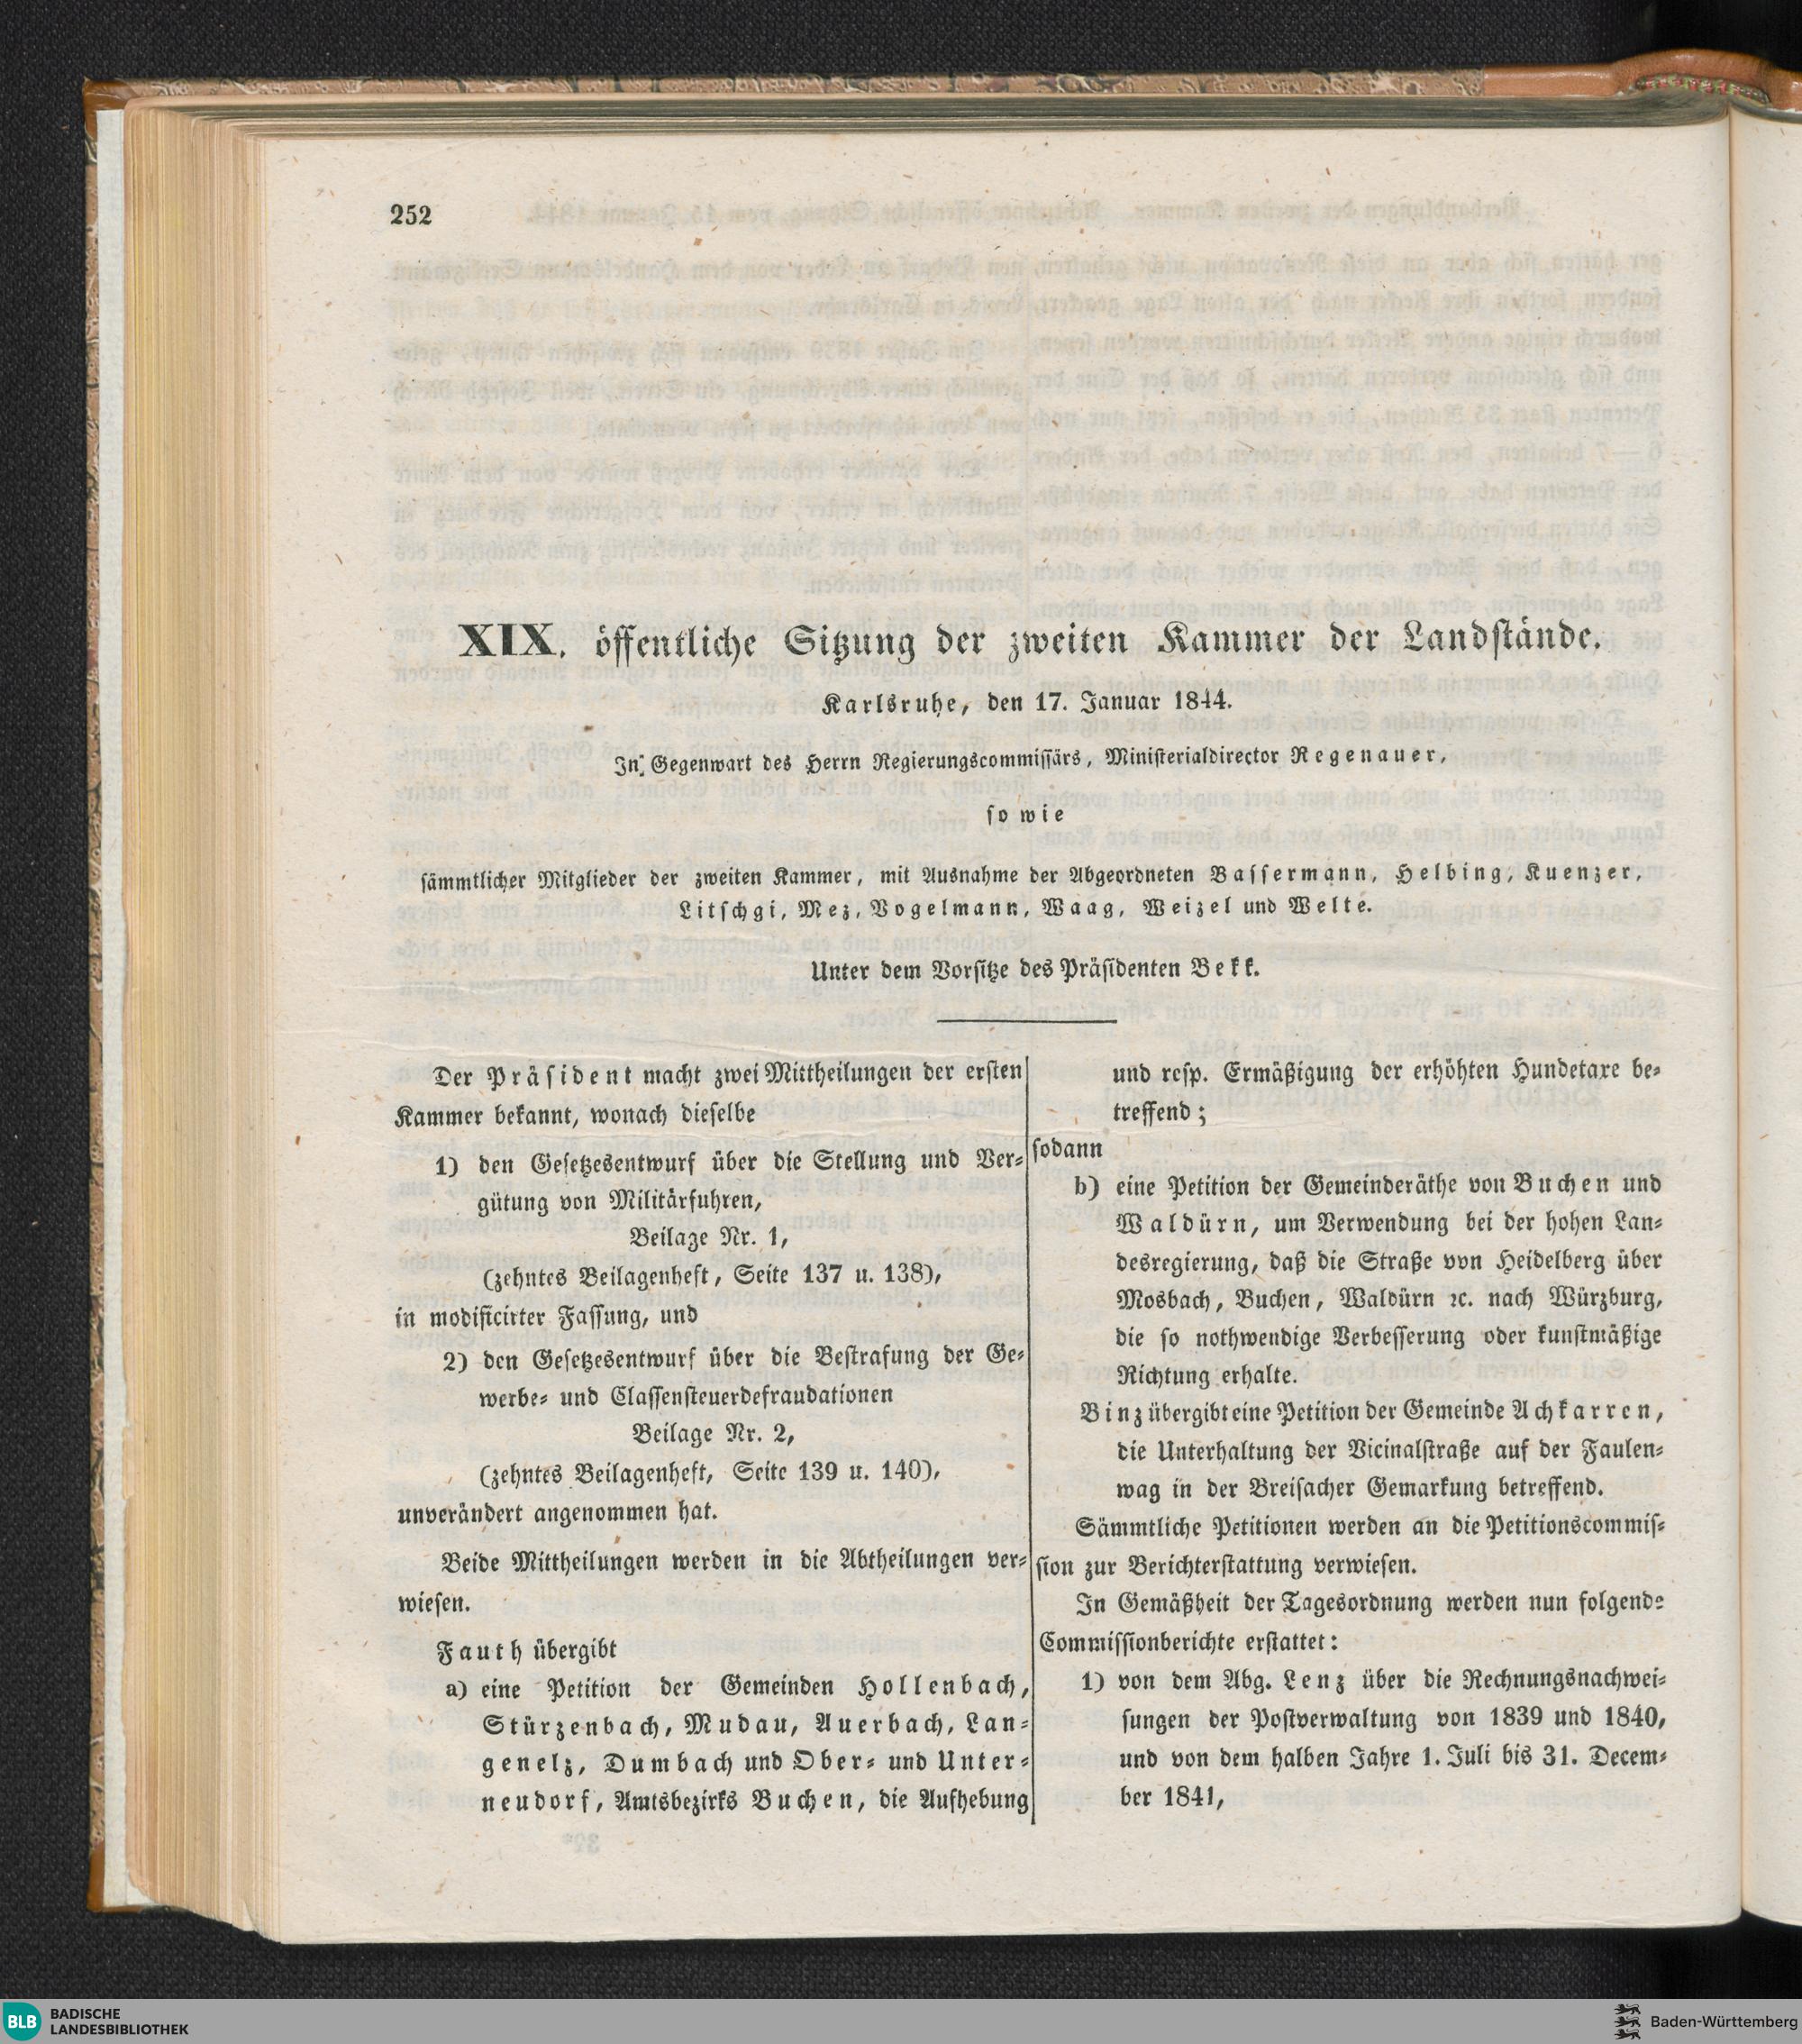 252
XIX. öffentliche Sitzung der zweiten Kammer der Landstände.
Karlsruhe, den 17. Januar 1844.
In Gegenwart des Herrn Regierungscommissärs, Ministerialdirector Regenauer,
sowie
sämmtlicher Mitglieder der zweiten Kammer, mit Ausnahme der Abgeordneten Bassermann, Helbing, Kuenzer,
Litschgi, Mez, Vogelmann, Waag, Weizel und Welte.
Unter dem Vorsitze des Präsidenten Bekk.
Der Präsident macht zwei Mittheilungen der ersten
Kammer bekannt, wonach dieselbe
1) den Gesetzesentwurf über die Stellung und Ver-
gütung von Militärfuhren,
Beilage Nr. 1,
(zehntes Beilagenheft, Seite 137 u. 138),
in modificirter Fassung, und
2) den Gesetzesentwurf über die Bestrafung der Ge-
werbe- und Classensteuerdefraudationen
Beilage Nr. 2,
(zehntes Beilagenheft, Seite 139 u. 140),
unverändert angenommen hat.
Beide Mittheilungen werden in die Abtheilungen ver-
wiesen.
Fauth übergibt
a) eine Petition der Gemeinden Hollenbach,
Stürzenbach, Mudau, Auerbach, Lan-
genelz, Dumbach und Ober- und Unter-
neudorf, Amtsbezirks Buchen, die Aufhebung
und resp. Ermäßigung der erhöhten Hundetaxe be-
treffend;
sodann
b) eine Petition der Gemeinderäthe von Buchen und
Waldürn, um Verwendung bei der hohen Lan-
desregierung, daß die Straße von Heidelberg über
Mosbach, Buchen, Waldürn ꝛc. nach Würzburg,
die so nothwendige Verbesserung oder kunstmäßige
Richtung erhalte.
Binz übergibt eine Petition der Gemeinde Achkarren,
die Unterhaltung der Vicinalstraße auf der Faulen-
wag in der Breisacher Gemarkung betreffend.
Sämmtliche Petitionen werden an die Petitionscommis-
sion zur Berichterstattung verwiesen.
In Gemäßheit der Tagesordnung werden nun folgende
Commissionberichte erstattet:
1) von dem Abg. Lenz über die Rechnungsnachwei-
sungen der Postverwaltung von 1839 und 1840,
und von dem halben Jahre 1. Juli bis 31. Decem-
ber 1841,
BLB BADISCHE
LANDESBIBLIOTHEK
Baden-Württemberg